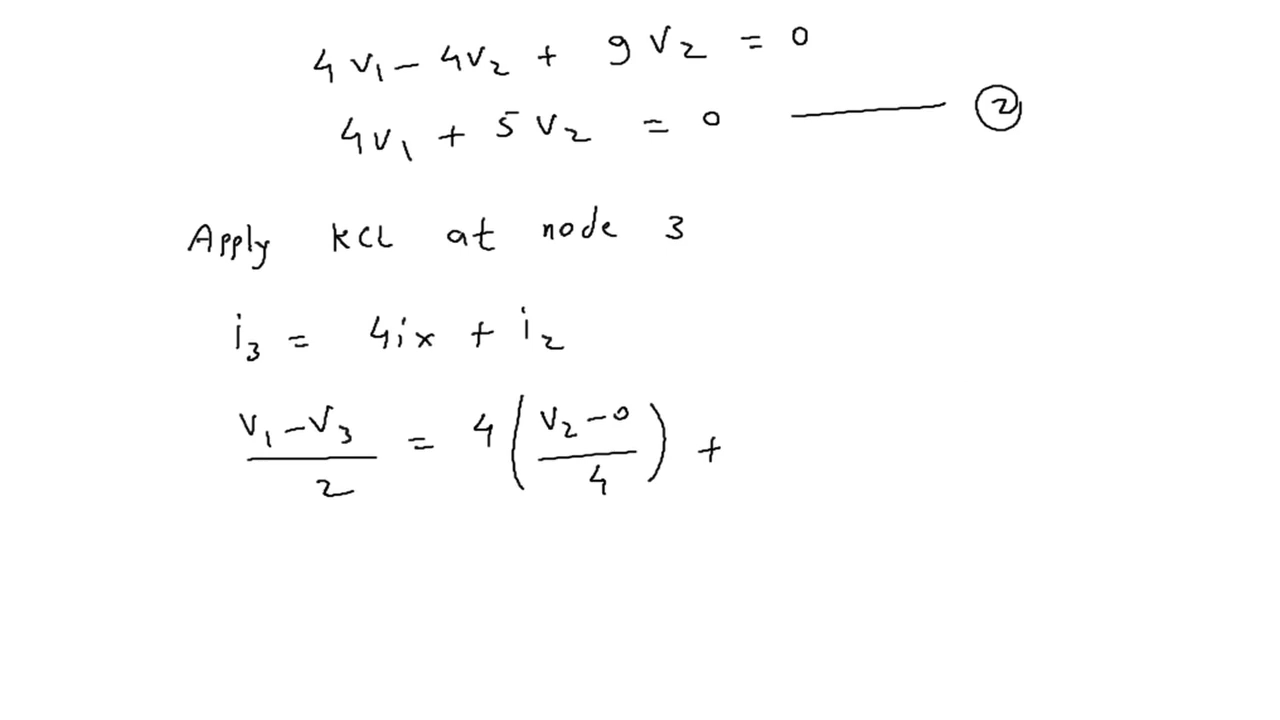 4v₁ - 4v₂ + 9v₂ = 0
4v₁ + 5v₂ = 0 ——— ②
Apply KCL at node 3
i₃ = 4ix + i₂
(v₁ - v₃)/2 = 4((v₂ - 0)/4) +